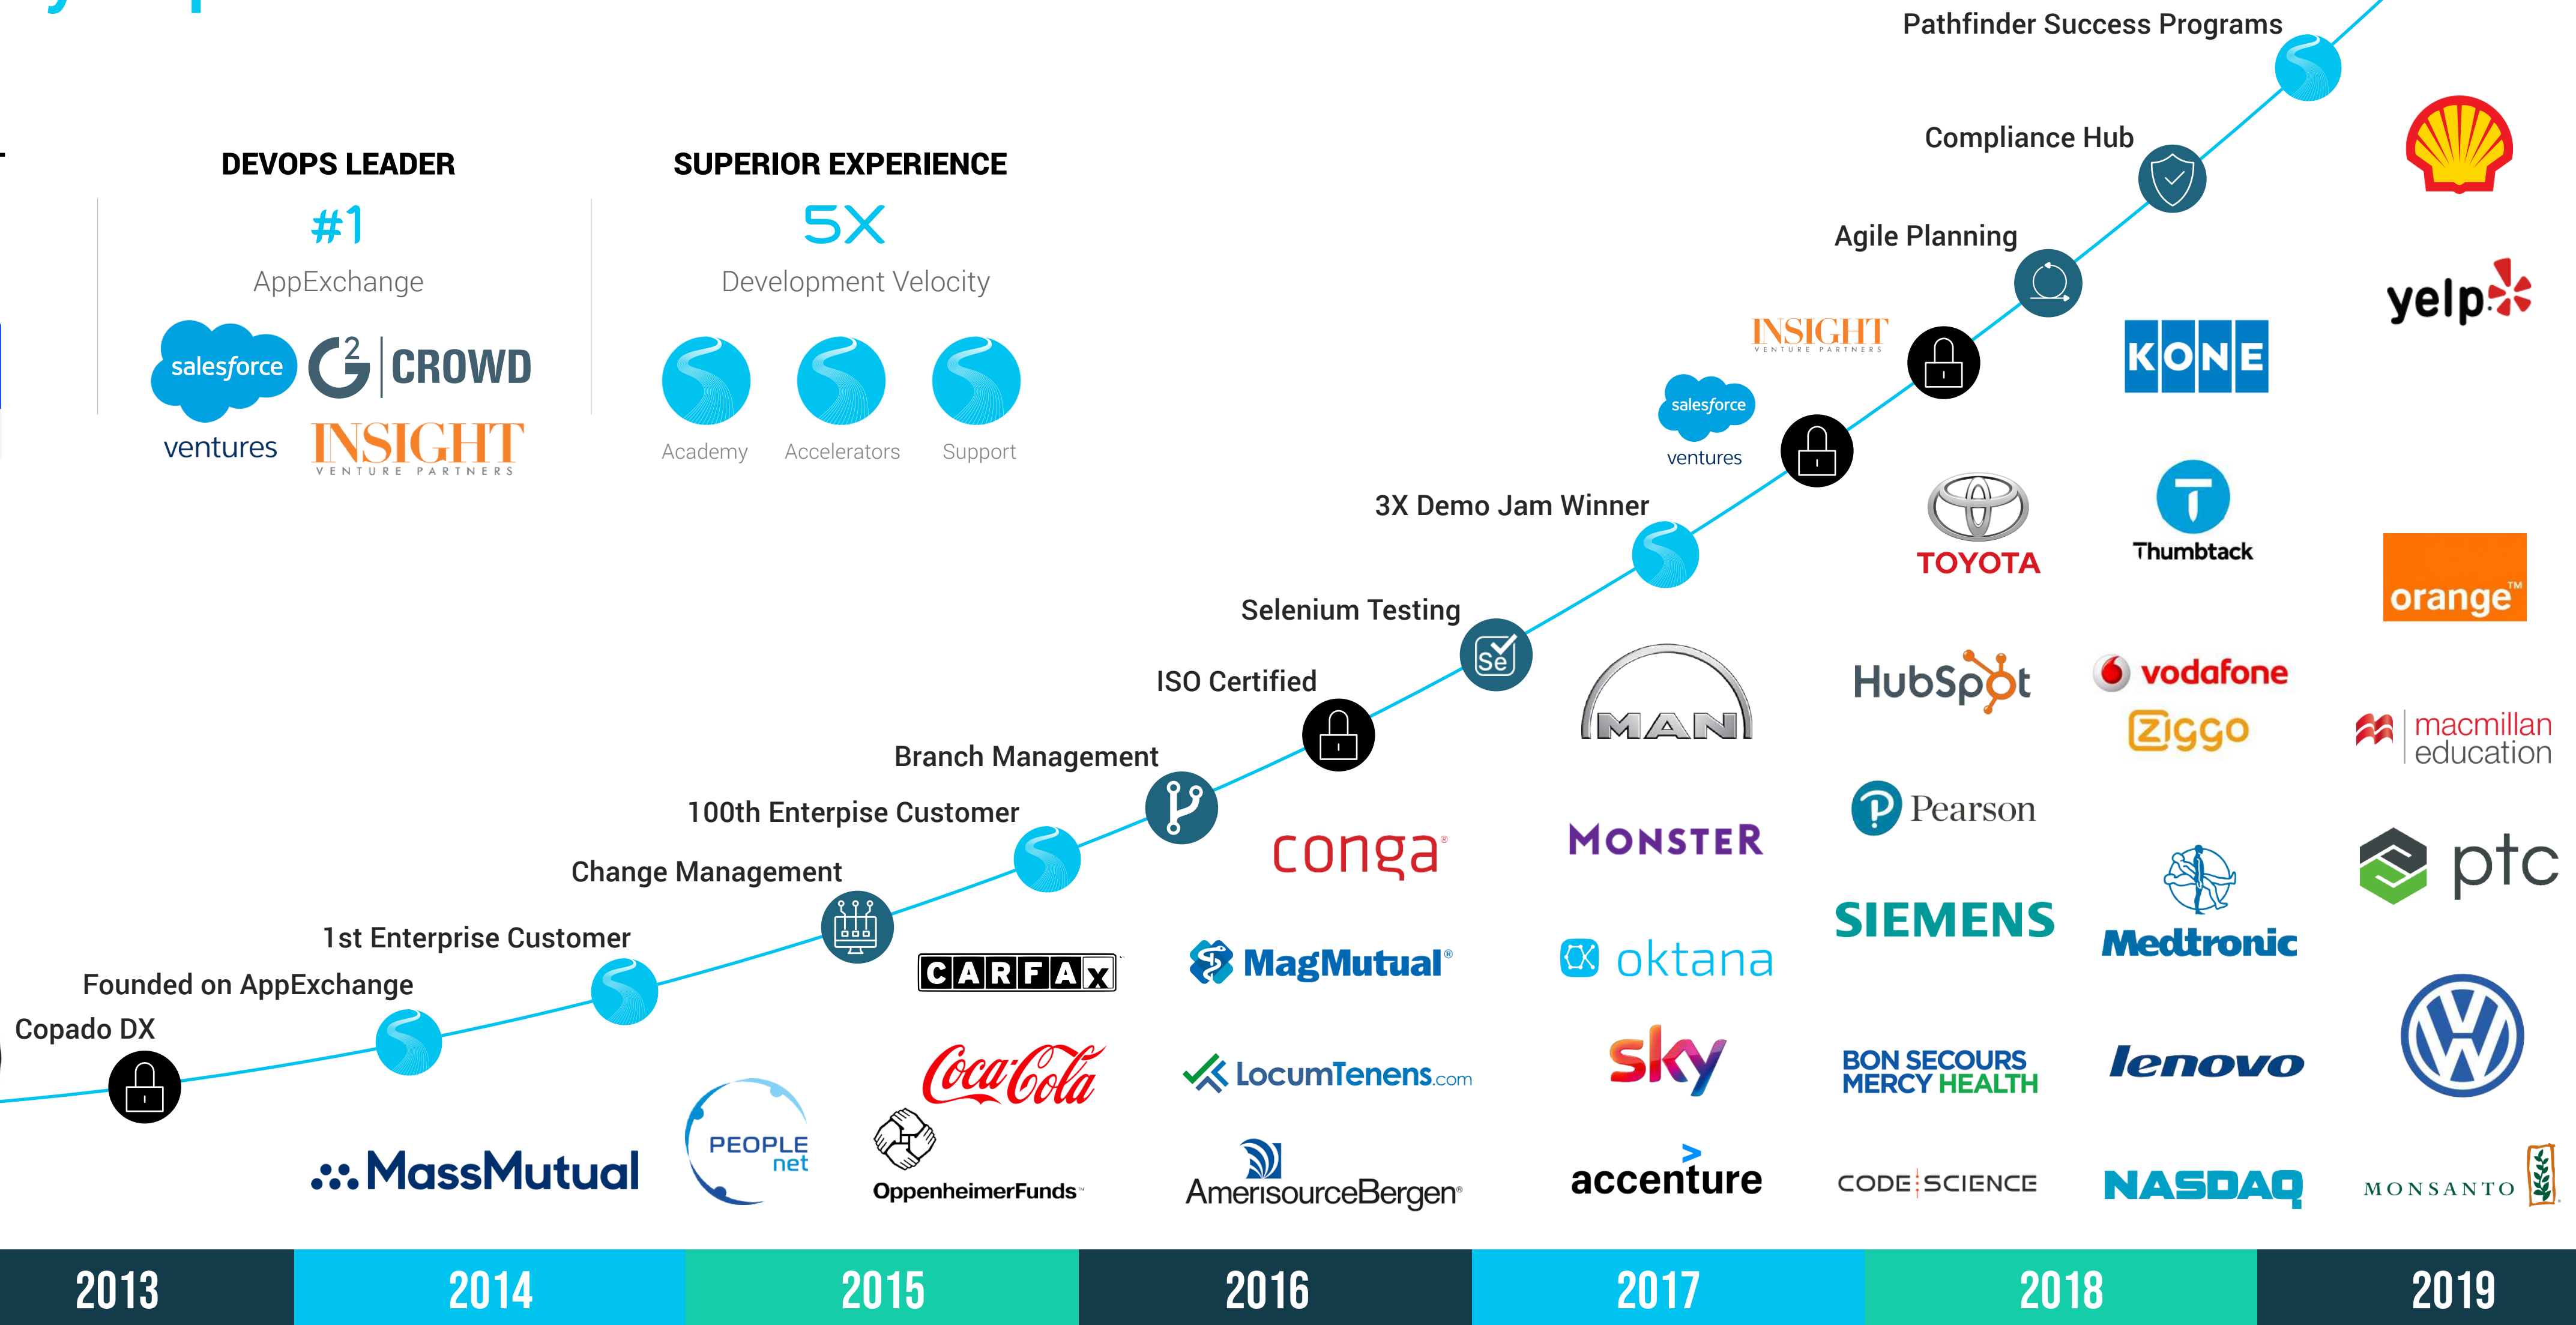 Pathfinder Success Programs
Compliance Hub
Agile Planning
DEVOPS LEADER
#1
AppExchange
salesforce
ventures
G2 | CROWD
INSIGHT
VENTURE PARTNERS
SUPERIOR EXPERIENCE
5X
Development Velocity
Academy
Accelerators
Support
INSIGHT
VENTURE PARTNERS
salesforce
ventures
3X Demo Jam Winner
Selenium Testing
Se
ISO Certified
Branch Management
100th Enterpise Customer
Change Management
1st Enterprise Customer
Founded on AppExchange
Copado DX
MassMutual
PEOPLE
net
CARFAX
Coca-Cola
OppenheimerFunds
conga®
MagMutual®
LocumTenens.com
AmerisourceBergen®
MAN
MONSTER
oktana
sky
accenture
TOYOTA
HubSpot
Pearson
SIEMENS
BON SECOURS
MERCY HEALTH
CODE SCIENCE
KONE
Thumbtack
vodafone
ziggo
Medtronic
lenovo
NASDAQ
yelp
orange™
macmillan
education
ptc
VW
MONSANTO
2013
2014
2015
2016
2017
2018
2019